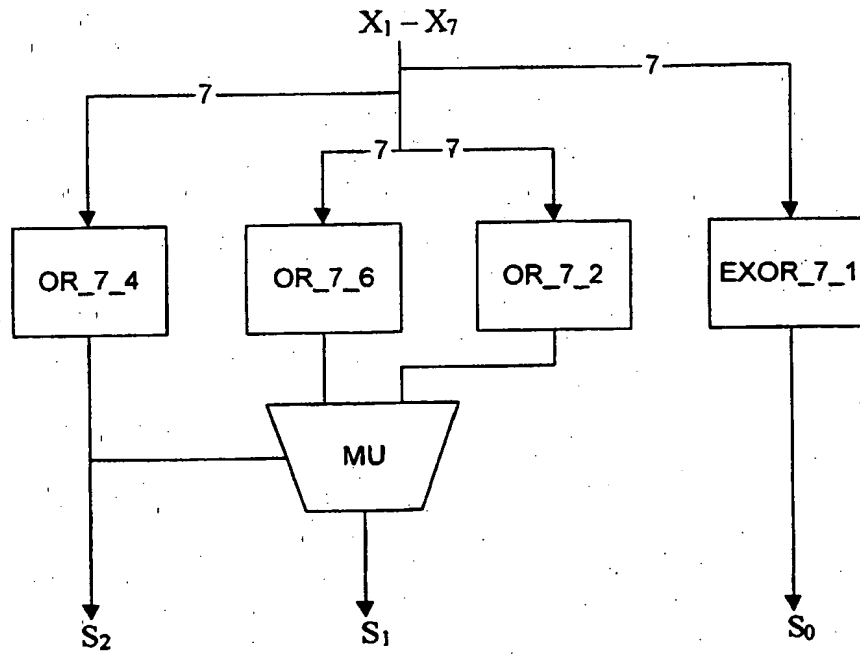 X₁ – X₇
7
7
7 7
OR_7_4 OR_7_6 OR_7_2 EXOR_7_1
MU
S₂ S₁ S₀